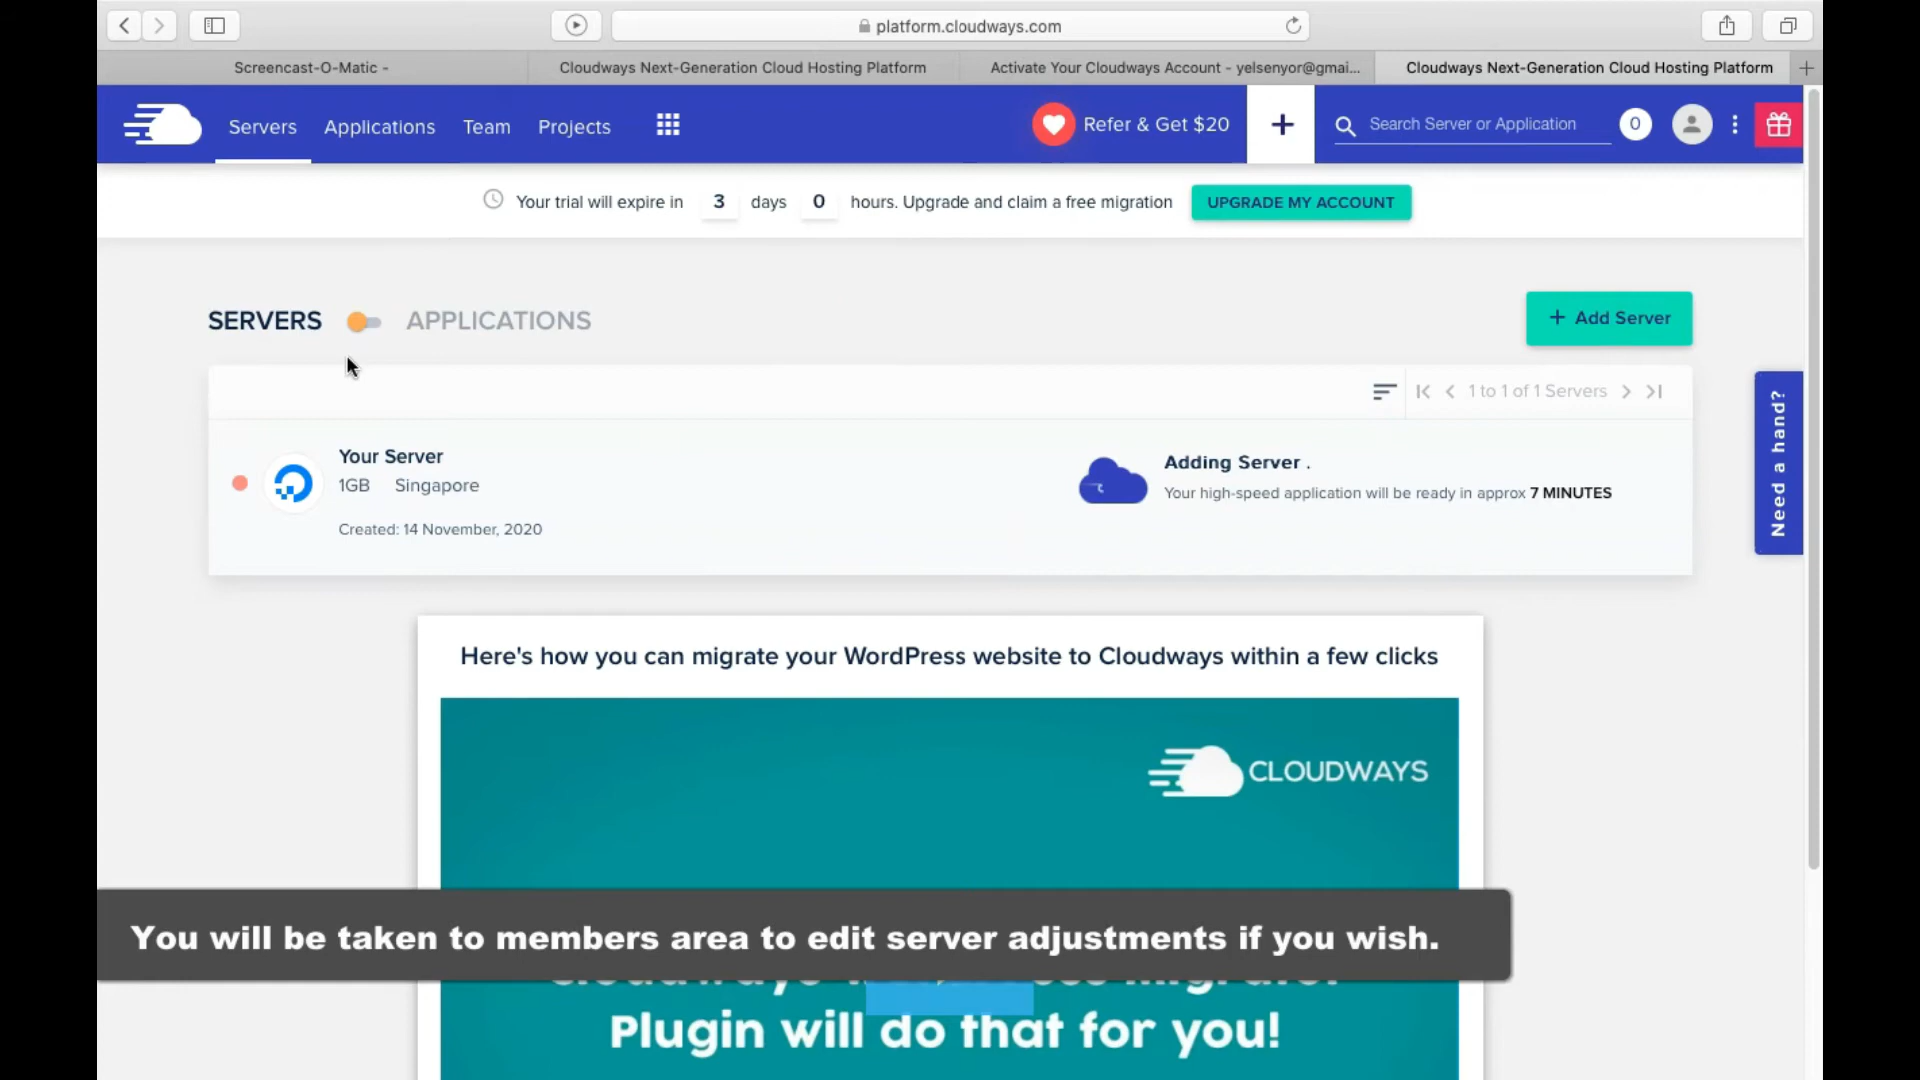 platform.cloudways.com
Screencast-O-Matic -
Cloudways Next-Generation Cloud Hosting Platform
Activate Your Cloudways Account - yelsenyor@gmai...
Cloudways Next-Generation Cloud Hosting Platform
Servers Applications Team Projects
Refer & Get $20
Search Server or Application
0
Your trial will expire in 3 days 0 hours. Upgrade and claim a free migration
UPGRADE MY ACCOUNT
SERVERS APPLICATIONS
+ Add Server
1 to 1 of 1 Servers
Need a hand?
Your Server
1GB Singapore
Created: 14 November, 2020
Adding Server .
Your high-speed application will be ready in approx 7 MINUTES
Here's how you can migrate your WordPress website to Cloudways within a few clicks
CLOUDWAYS
You will be taken to members area to edit server adjustments if you wish.
Plugin will do that for you!